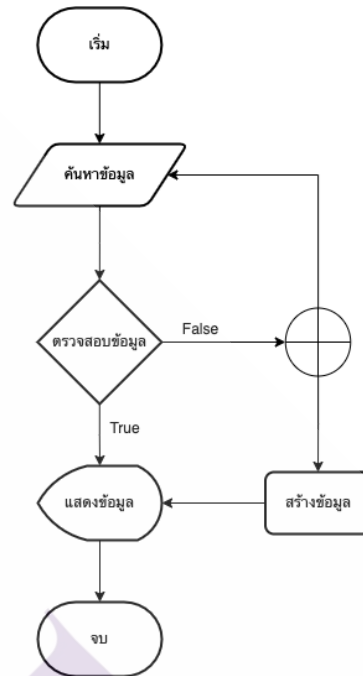 เริ่ม
ค้นหาข้อมูล
ตรวจสอบข้อมูล
False
True
แสดงข้อมูล
สร้างข้อมูล
จบ